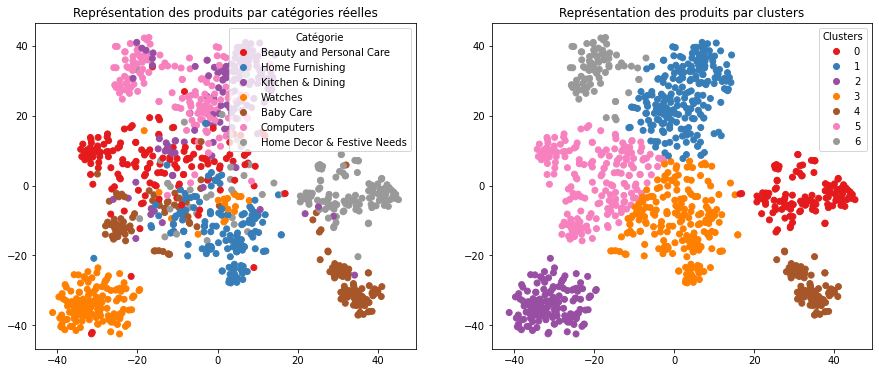 Représentation des produits par catégories réelles
Catégorie
Beauty and Personal Care
Home Furnishing
Kitchen & Dining
Watches
Baby Care
Computers
Home Decor & Festive Needs
40
20
0
−20
−40
−40
−20
0
20
40
Représentation des produits par clusters
Clusters
0
1
2
3
4
5
6
40
20
0
−20
−40
−40
−20
0
20
40